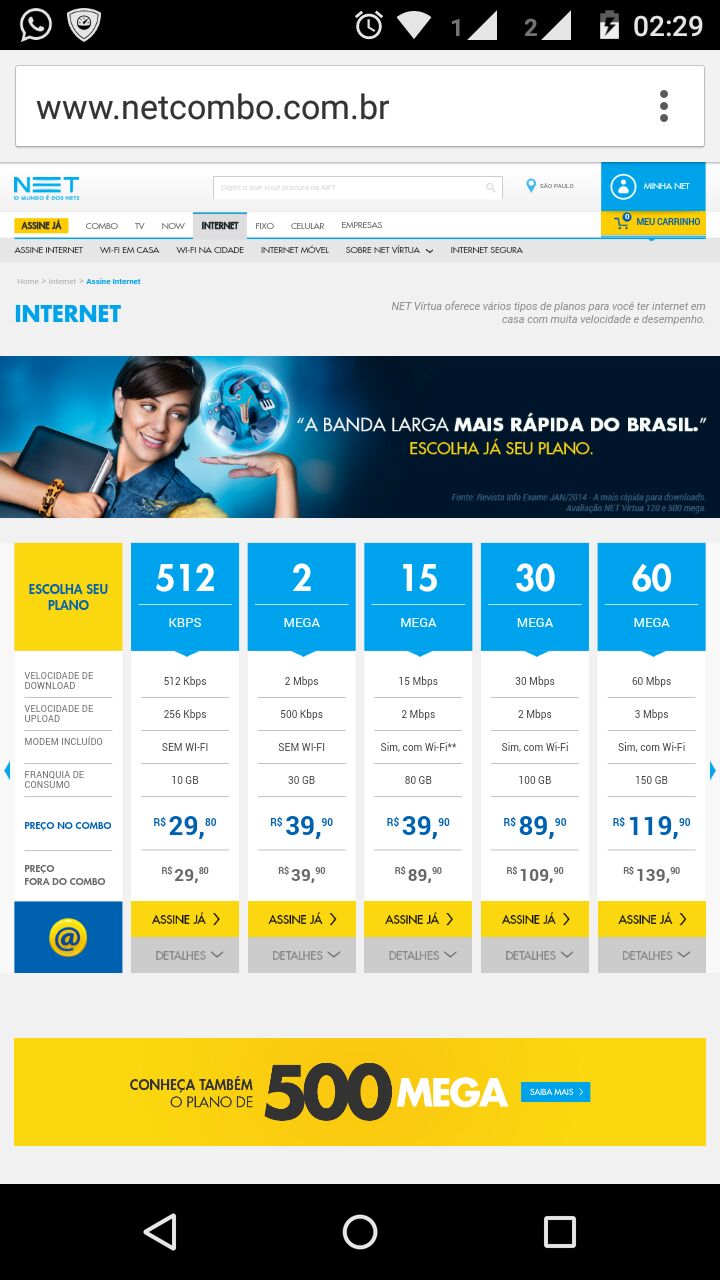 1 2 02:29
www.netcombo.com.br
NET
O MUNDO É DOS NETS
Digite o que você procura na NET
SÃO PAULO
MINHA NET
0 MEU CARRINHO
ASSINE JÁ COMBO TV NOW INTERNET FIXO CELULAR EMPRESAS
ASSINE INTERNET WI-FI EM CASA WI-FI NA CIDADE INTERNET MÓVEL SOBRE NET VÍRTUA INTERNET SEGURA
Home > Internet > Assine Internet
INTERNET
NET Vírtua oferece vários tipos de planos para você ter internet em
casa com muita velocidade e desempenho.
“A BANDA LARGA MAIS RÁPIDA DO BRASIL.”
ESCOLHA JÁ SEU PLANO.
Fonte: Revista Info Exame JAN/2014 - A mais rápida para downloads.
Avaliação NET Vírtua 120 e 500 mega.
ESCOLHA SEU
PLANO
512 2 15 30 60
KBPS MEGA MEGA MEGA MEGA
VELOCIDADE DE
DOWNLOAD
512 Kbps 2 Mbps 15 Mbps 30 Mbps 60 Mbps
VELOCIDADE DE
UPLOAD
256 Kbps 500 Kbps 2 Mbps 2 Mbps 3 Mbps
MODEM INCLUÍDO
SEM WI-FI SEM WI-FI Sim, com Wi-Fi** Sim, com Wi-Fi Sim, com Wi-Fi
FRANQUIA DE
CONSUMO
10 GB 30 GB 80 GB 100 GB 150 GB
PREÇO NO COMBO R$ 29,80 R$ 39,90 R$ 39,90 R$ 89,90 R$ 119,90
PREÇO
FORA DO COMBO
R$ 29,80 R$ 39,90 R$ 89,90 R$ 109,90 R$ 139,90
@
ASSINE JÁ ASSINE JÁ ASSINE JÁ ASSINE JÁ ASSINE JÁ
DETALHES DETALHES DETALHES DETALHES DETALHES
CONHEÇA TAMBÉM
O PLANO DE
500 MEGA
SAIBA MAIS